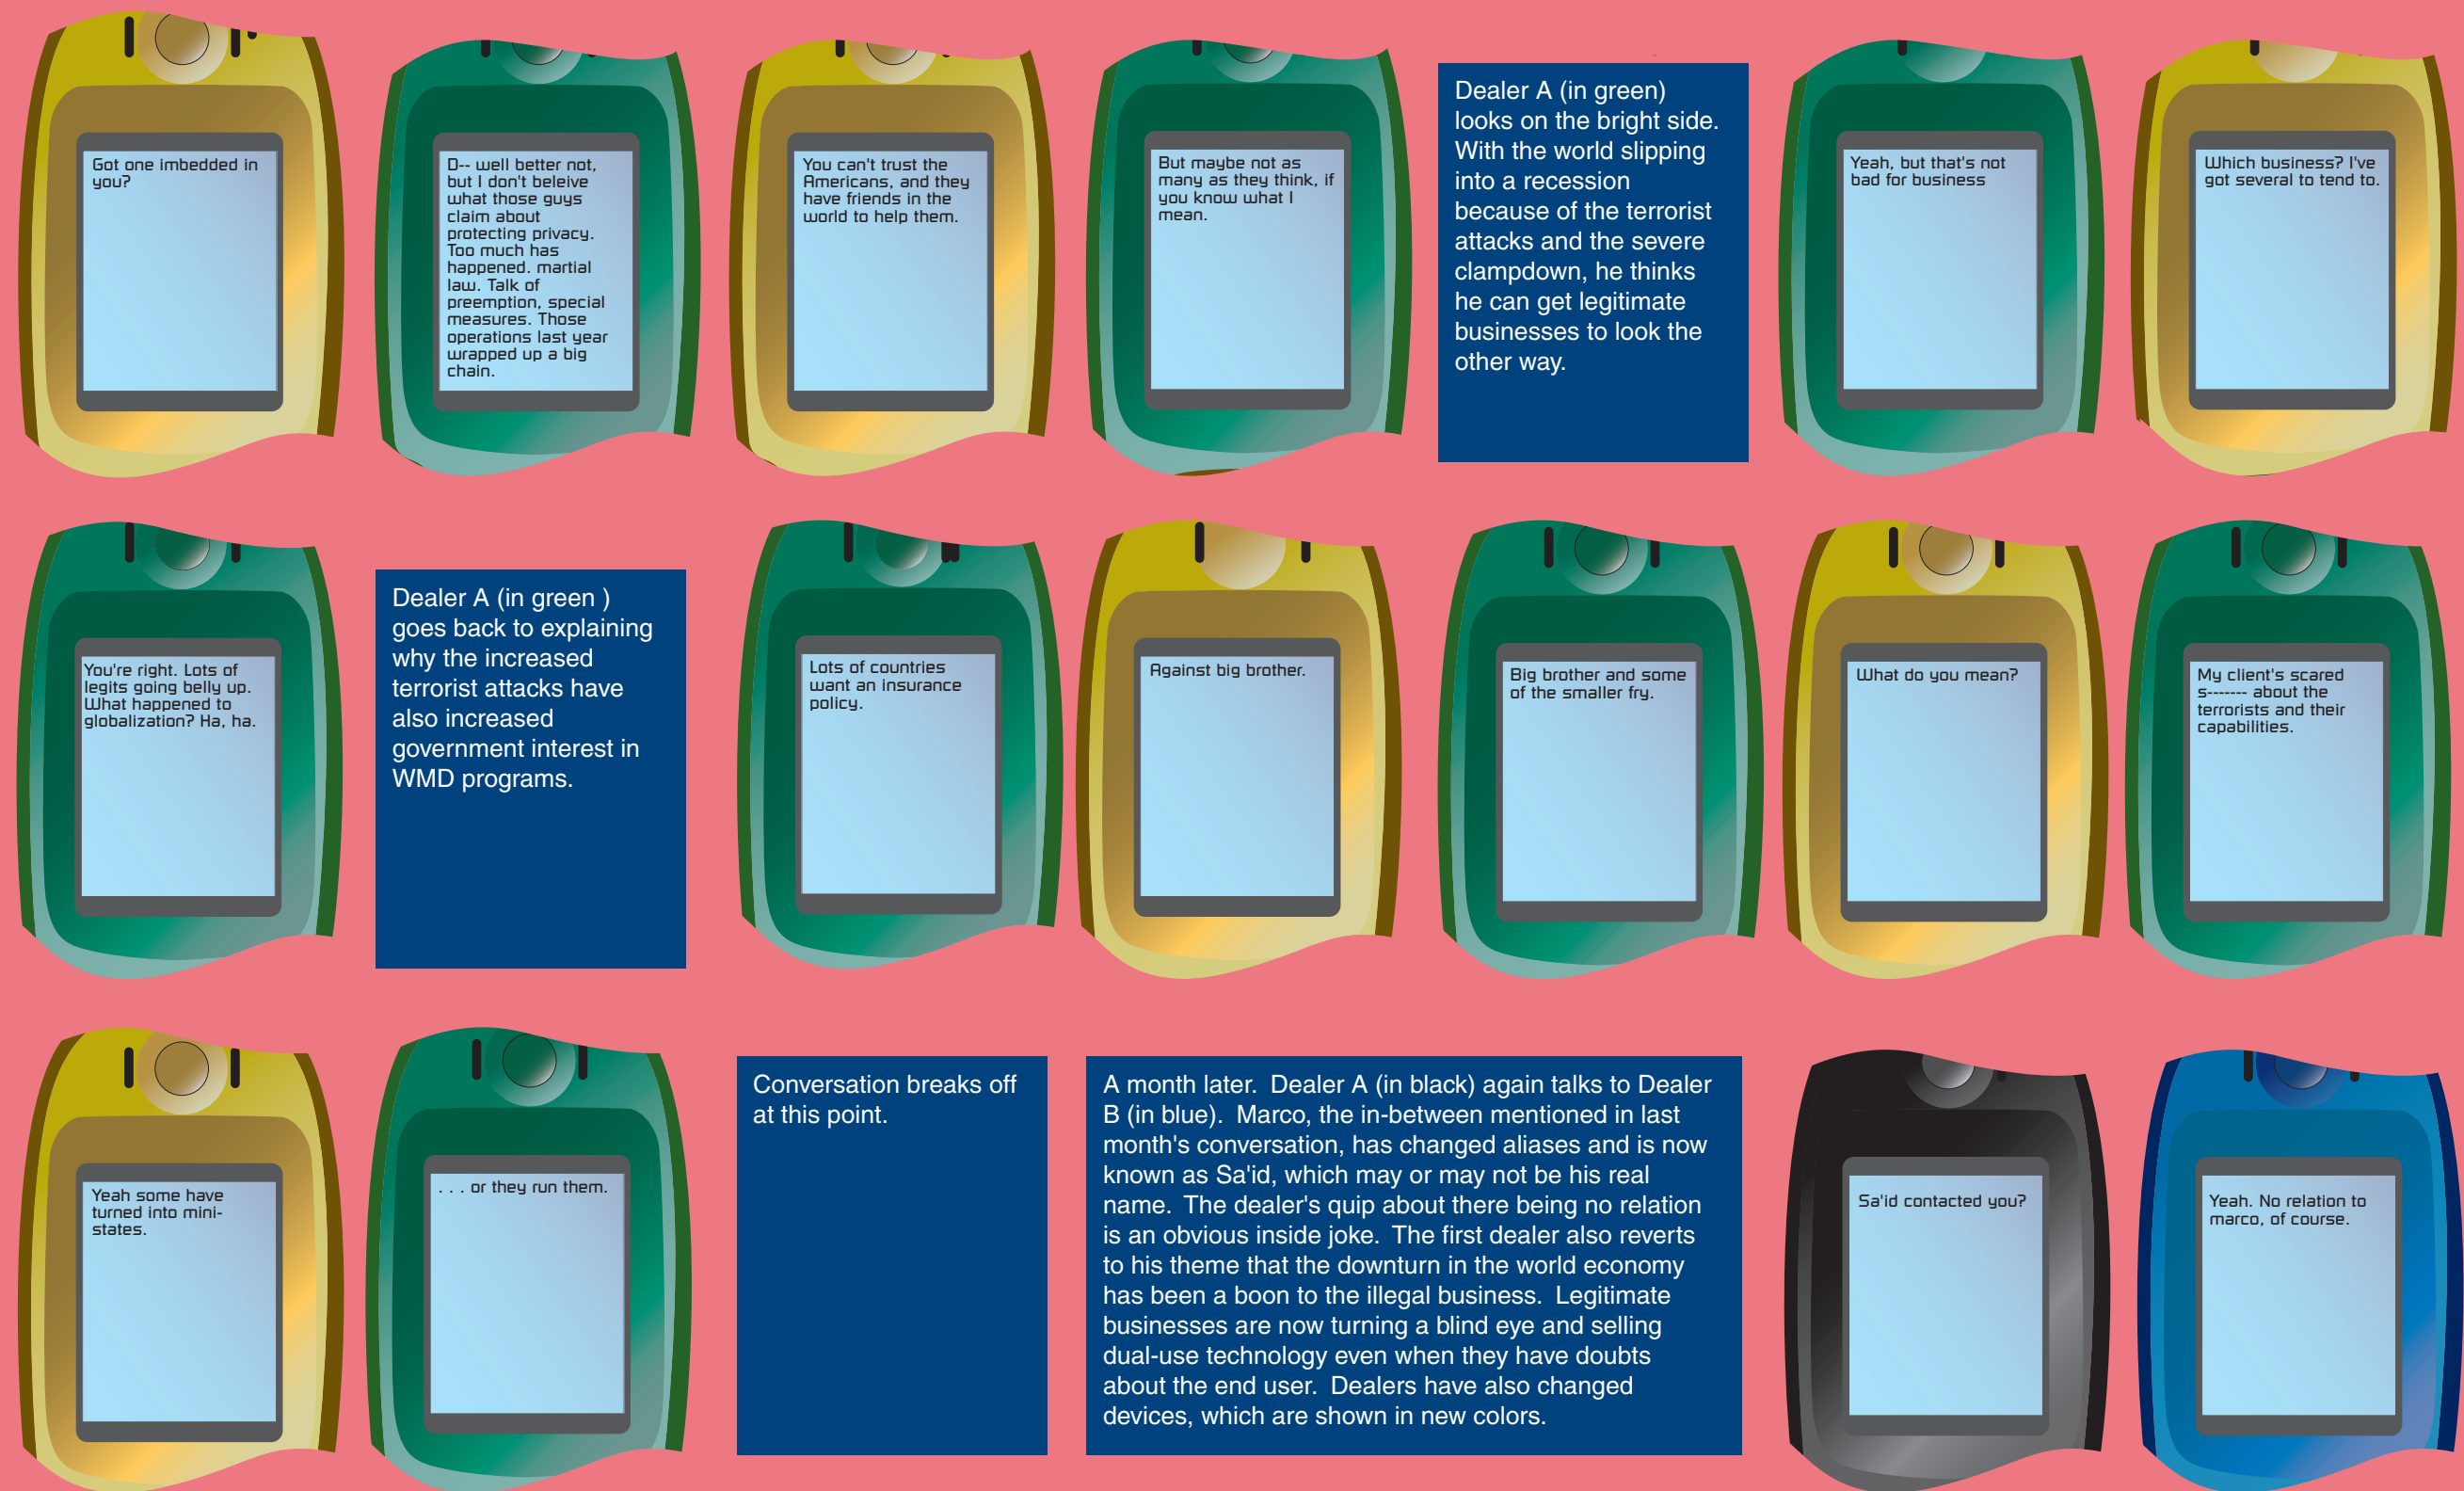 Got one imbedded in
you?
D-- well better not,
but I don't beleive
what those guys
claim about
protecting privacy.
Too much has
happened. martial
law. Talk of
preemption, special
measures. Those
operations last year
wrapped up a big
chain.
You can't trust the
Americans, and they
have friends in the
world to help them.
But maybe not as
many as they think, if
you know what I
mean.
Dealer A (in green)
looks on the bright side.
With the world slipping
into a recession
because of the terrorist
attacks and the severe
clampdown, he thinks
he can get legitimate
businesses to look the
other way.
Yeah, but that's not
bad for business
Which business? I've
got several to tend to.
You're right. Lots of
legits going belly up.
What happened to
globalization? Ha, ha.
Dealer A (in green )
goes back to explaining
why the increased
terrorist attacks have
also increased
government interest in
WMD programs.
Lots of countries
want an insurance
policy.
Against big brother.
Big brother and some
of the smaller fry.
What do you mean?
My client's scared
s------- about the
terrorists and their
capabilities.
Yeah some have
turned into mini-
states.
. . . or they run them.
Conversation breaks off
at this point.
A month later.  Dealer A (in black) again talks to Dealer
B (in blue).  Marco, the in-between mentioned in last
month's conversation, has changed aliases and is now
known as Sa'id, which may or may not be his real
name.  The dealer's quip about there being no relation
is an obvious inside joke.  The first dealer also reverts
to his theme that the downturn in the world economy
has been a boon to the illegal business.  Legitimate
businesses are now turning a blind eye and selling
dual-use technology even when they have doubts
about the end user.  Dealers have also changed
devices, which are shown in new colors.
Sa'id contacted you?
Yeah. No relation to
marco, of course.